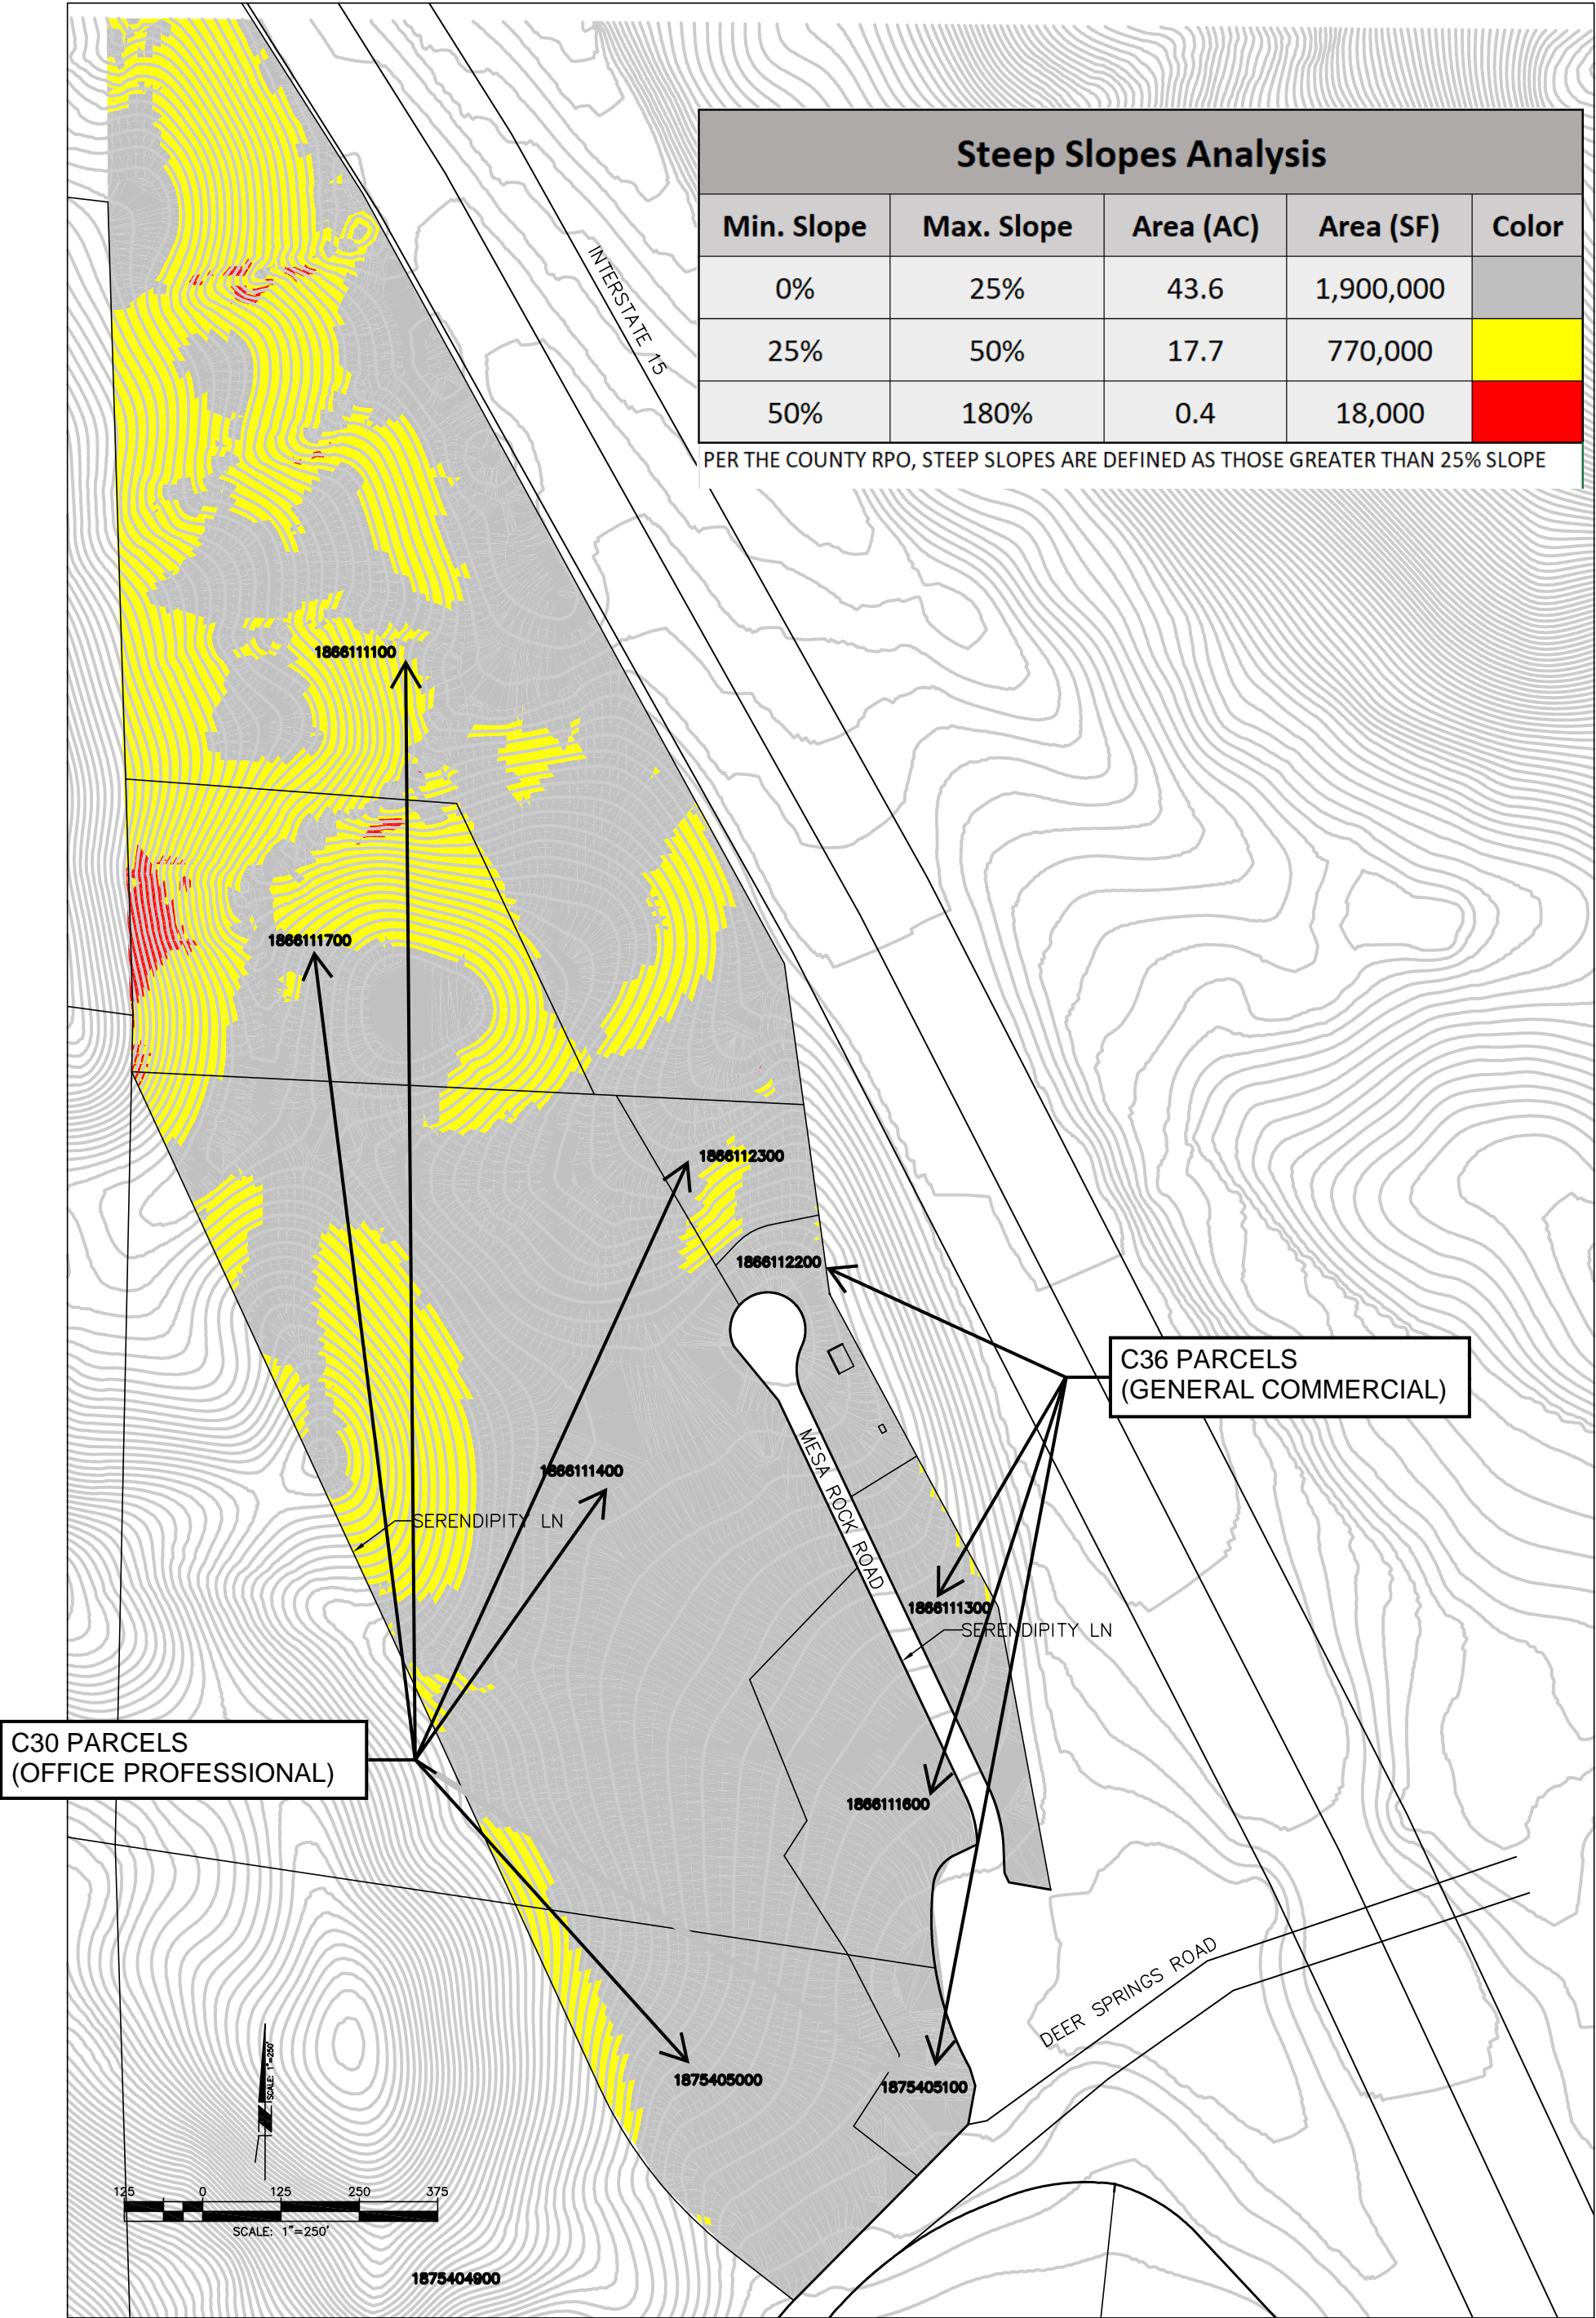 Steep Slopes Analysis
Min. Slope Max. Slope Area (AC) Area (SF) Color
0% 25% 43.6 1,900,000
25% 50% 17.7 770,000
50% 180% 0.4 18,000
PER THE COUNTY RPO, STEEP SLOPES ARE DEFINED AS THOSE GREATER THAN 25% SLOPE
INTERSTATE 15
1866111100
1866111700
1866112300
1866112200
C36 PARCELS
(GENERAL COMMERCIAL)
MESA ROCK ROAD
1866111400
SERENDIPITY LN
1866111300
SERENDIPITY LN
C30 PARCELS
(OFFICE PROFESSIONAL)
1866111600
DEER SPRINGS ROAD
1875405000
1875405100
SCALE: 1"=250'
125 0 125 250 375
SCALE: 1"=250'
1875404900